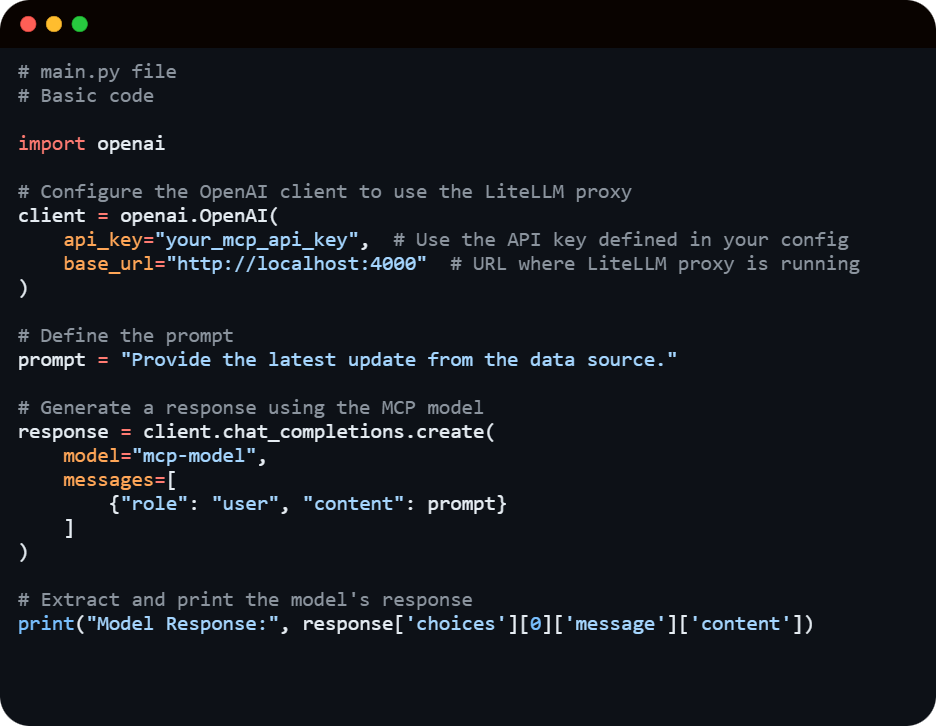 # main.py file
# Basic code
import openai
# Configure the OpenAI client to use the LiteLLM proxy
client = openai.OpenAI(
    api_key="your_mcp_api_key",  # Use the API key defined in your config
    base_url="http://localhost:4000"  # URL where LiteLLM proxy is running
)
# Define the prompt
prompt = "Provide the latest update from the data source."
# Generate a response using the MCP model
response = client.chat_completions.create(
    model="mcp-model",
    messages=[
        {"role": "user", "content": prompt}
    ]
)
# Extract and print the model's response
print("Model Response:", response['choices'][0]['message']['content'])